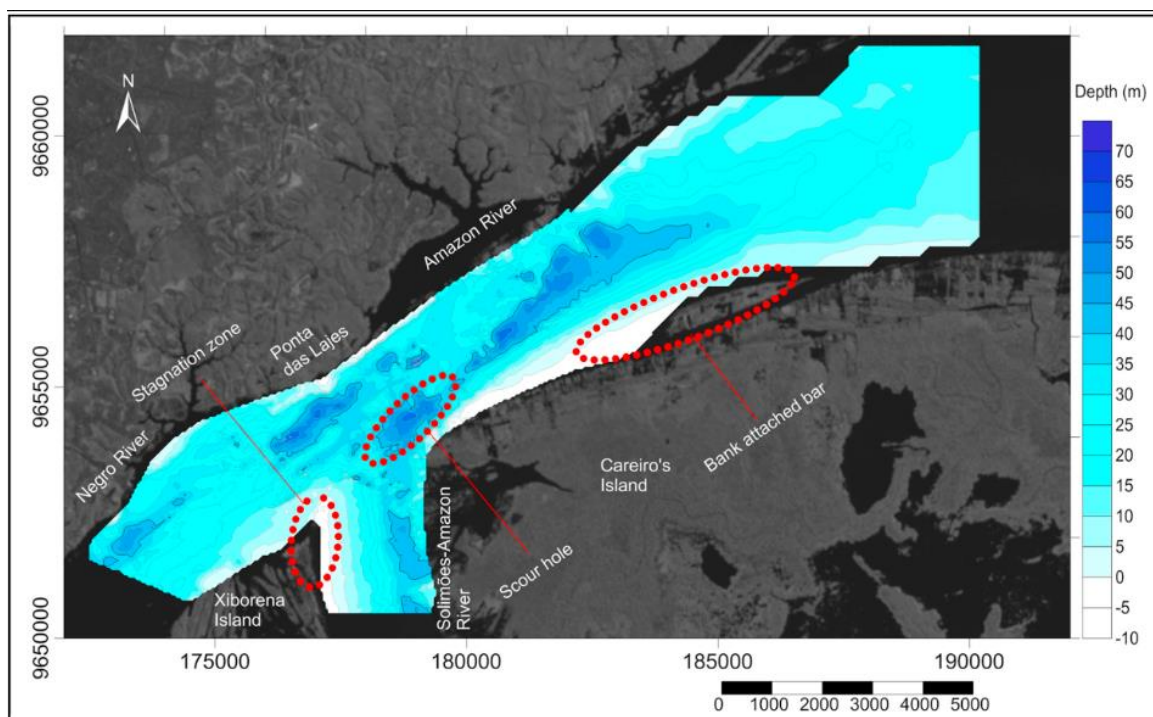 N
Depth (m)
9660000
9655000
9650000
175000
180000
185000
190000
70
65
60
55
50
45
40
35
30
25
20
15
10
5
0
-5
-10
Amazon River
Ponta
das Lajes
Stagnation zone
Negro River
Xiborena
Island
Solimões-Amazon
River
Scour hole
Careiro's
Island
Bank attached bar
0 1000 2000 3000 4000 5000